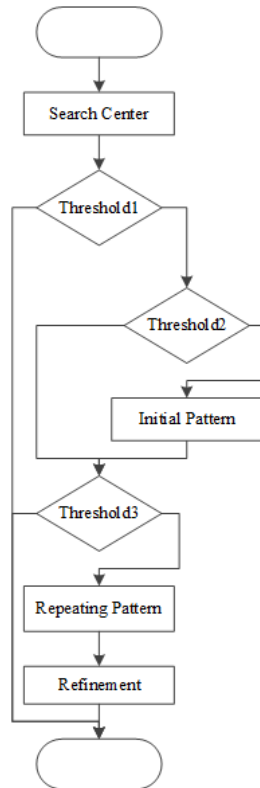 Search Center
Threshold1
Threshold2
Initial Pattern
Threshold3
Repeating Pattern
Refinement